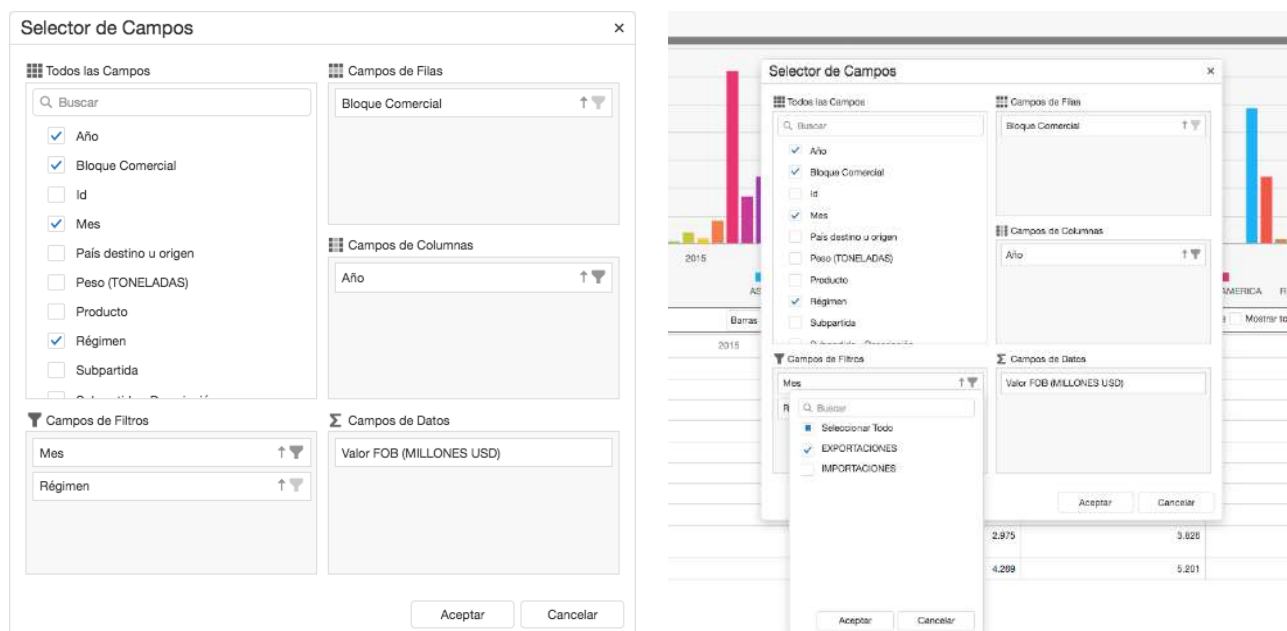 Selector de Campos
Todos las Campos
Buscar
Año
Bloque Comercial
Id
Mes
País destino u origen
Peso (TONELADAS)
Producto
Régimen
Subpartida
Campos de Filas
Bloque Comercial
Campos de Columnas
Año
Campos de Filtros
Mes
Régimen
Campos de Datos
Valor FOB (MILLONES USD)
Aceptar Cancelar
2015
AMERICA
Barras
Mostrar
2015
Selector de Campos
Todos las Campos
Buscar
Año
Bloque Comercial
Id
Mes
País destino u origen
Peso (TONELADAS)
Producto
Régimen
Subpartida
Campos de Filas
Bloque Comercial
Campos de Columnas
Año
Campos de Filtros
Mes
Buscar
Seleccionar Todo
EXPORTACIONES
IMPORTACIONES
Aceptar Cancelar
Campos de Datos
Valor FOB (MILLONES USD)
Aceptar Cancelar
2.975 3.826
4.269 5.201